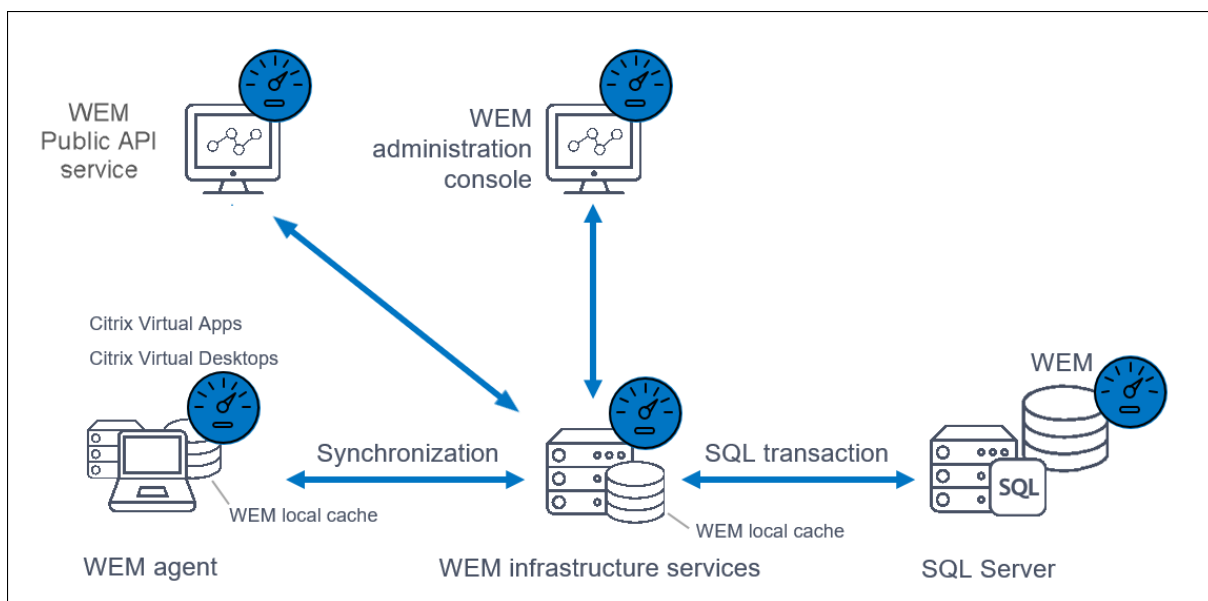 WEM
Public API
service
WEM
administration
console
Citrix Virtual Apps
Citrix Virtual Desktops
WEM
Synchronization
SQL transaction
SQL
WEM local cache
WEM local cache
WEM agent
WEM infrastructure services
SQL Server